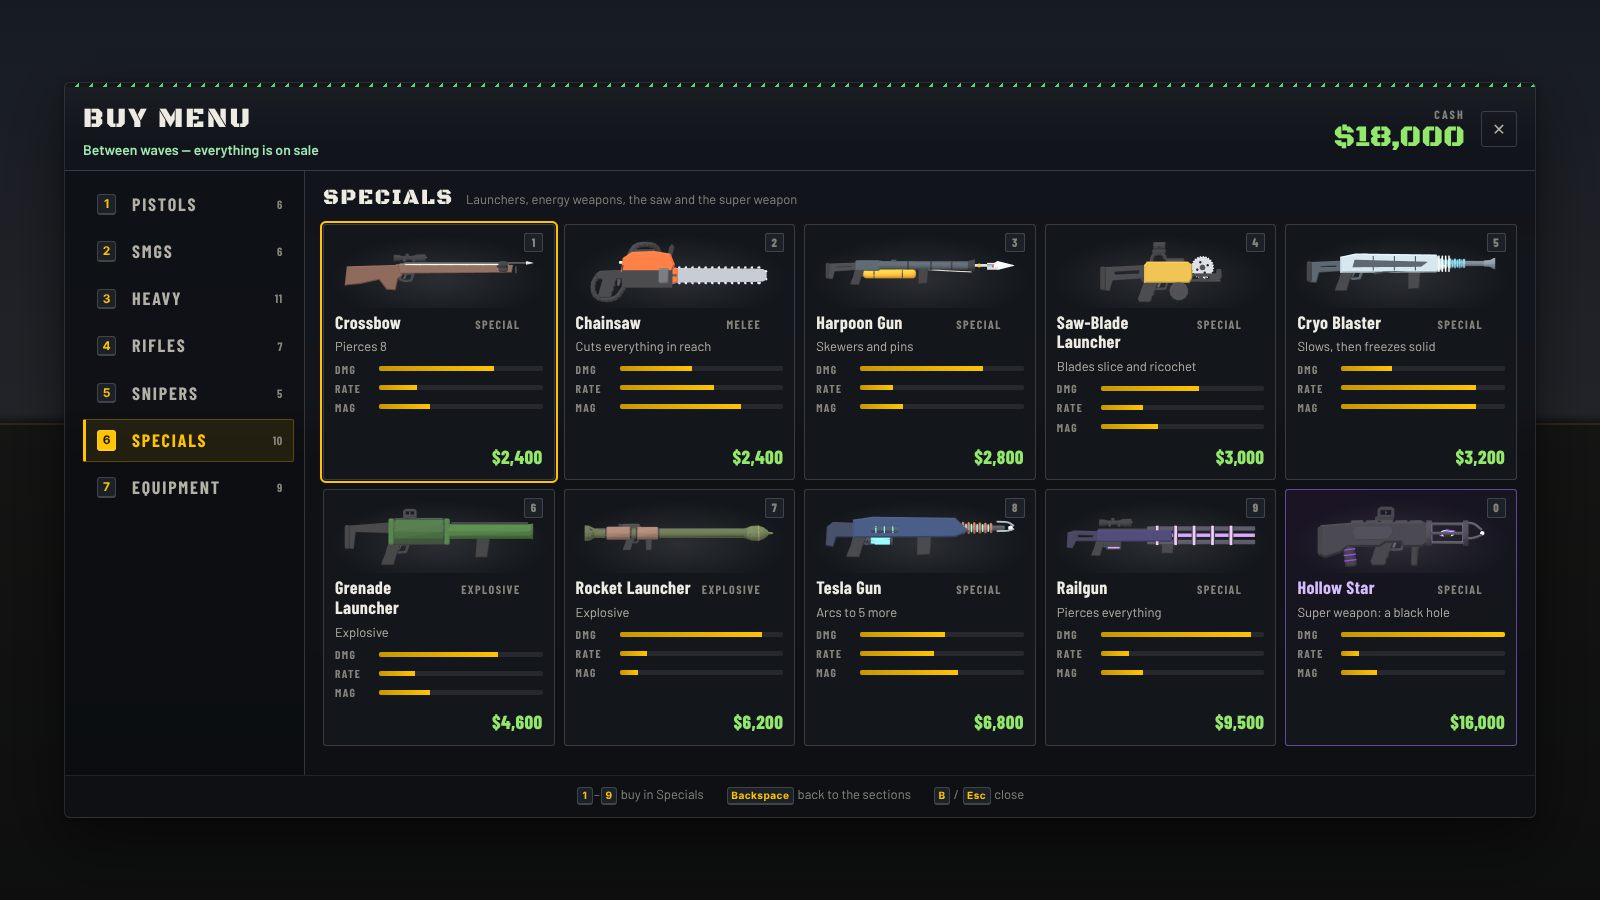 BUY MENU
Between waves — everything is on sale
CASH
$18,000
×
1 PISTOLS 6
2 SMGS 6
3 HEAVY 11
4 RIFLES 7
5 SNIPERS 5
6 SPECIALS 10
7 EQUIPMENT 9
SPECIALS Launchers, energy weapons, the saw and the super weapon
1
Crossbow SPECIAL
Pierces 8
DMG
RATE
MAG
$2,400
2
Chainsaw MELEE
Cuts everything in reach
DMG
RATE
MAG
$2,400
3
Harpoon Gun SPECIAL
Skewers and pins
DMG
RATE
MAG
$2,800
4
Saw-Blade SPECIAL
Launcher
Blades slice and ricochet
DMG
RATE
MAG
$3,000
5
Cryo Blaster SPECIAL
Slows, then freezes solid
DMG
RATE
MAG
$3,200
6
Grenade EXPLOSIVE
Launcher
Explosive
DMG
RATE
MAG
$4,600
7
Rocket Launcher EXPLOSIVE
Explosive
DMG
RATE
MAG
$6,200
8
Tesla Gun SPECIAL
Arcs to 5 more
DMG
RATE
MAG
$6,800
9
Railgun SPECIAL
Pierces everything
DMG
RATE
MAG
$9,500
0
Hollow Star SPECIAL
Super weapon: a black hole
DMG
RATE
MAG
$16,000
1–9 buy in Specials Backspace back to the sections B / Esc close